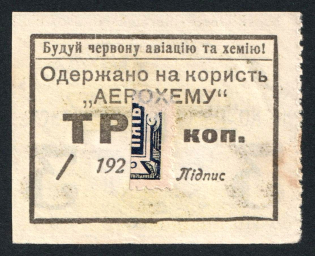 Будуй червону авіацію та хемію!
Одержано на користь
„АЕРОХЕМУ“
ТР коп.
/ 192 Підпис